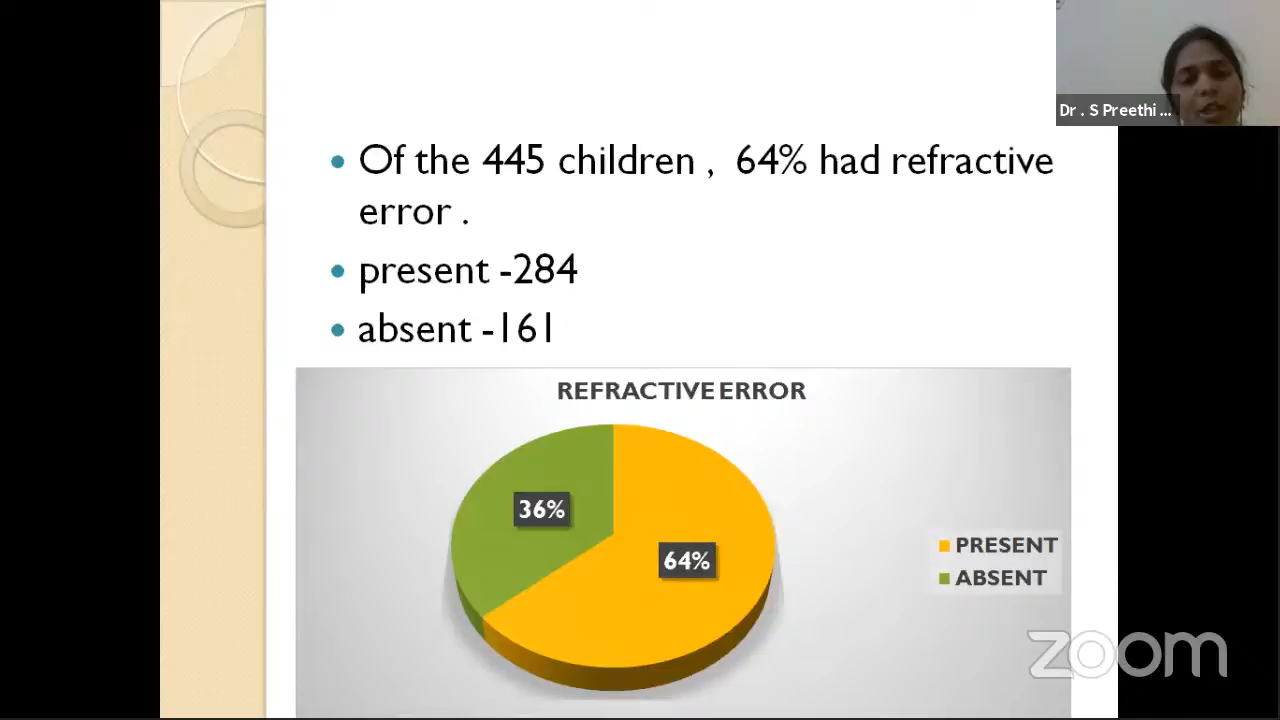 Dr . S Preethi ...
Of the 445 children , 64% had refractive
error .
present -284
absent -161
REFRACTIVE ERROR
36%
64%
PRESENT
ABSENT
zoom